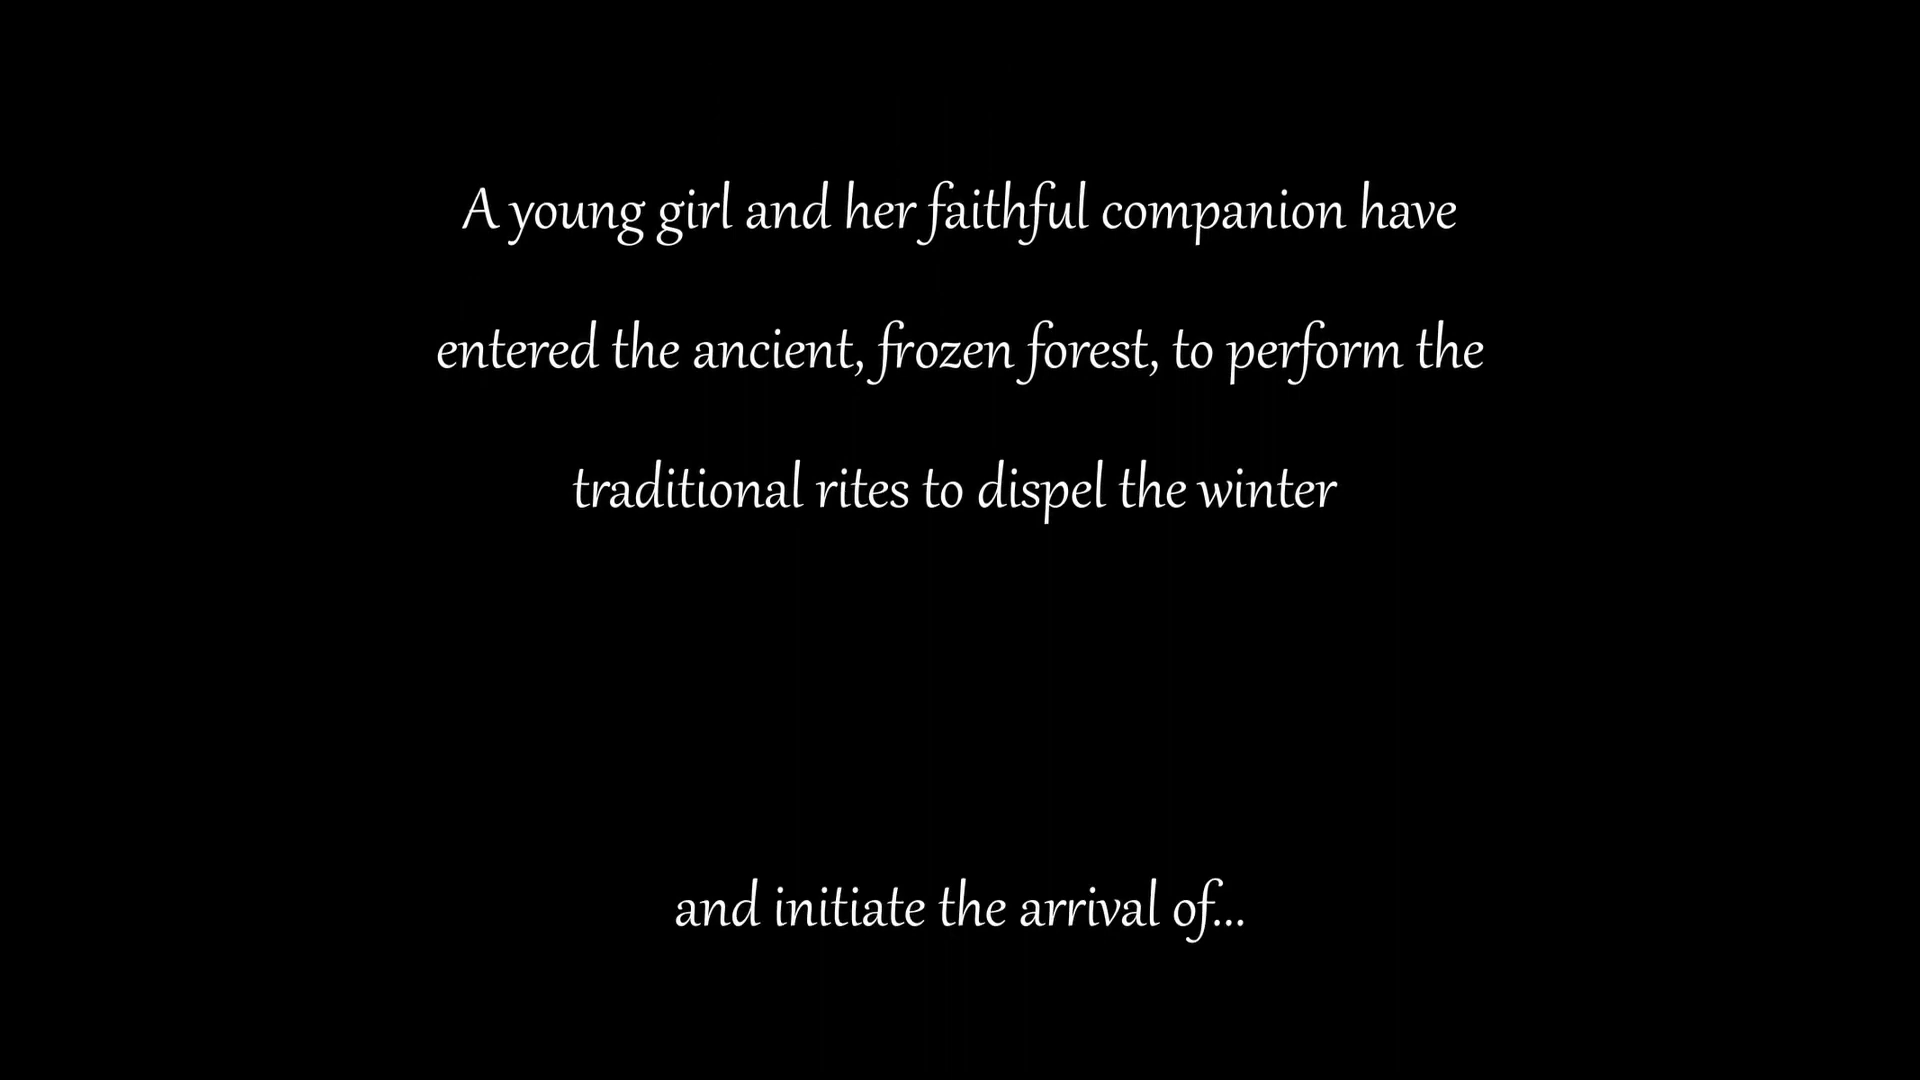 A young girl and her faithful companion have
entered the ancient, frozen forest, to perform the
traditional rites to dispel the winter
and initiate the arrival of...